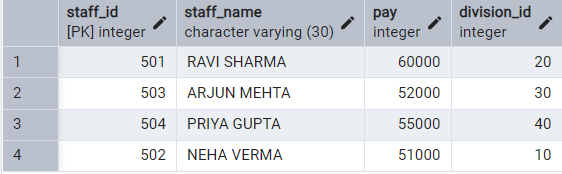 staff_id staff_name pay division_id
[PK] integer character varying (30) integer integer
1 501 RAVI SHARMA 60000 20
2 503 ARJUN MEHTA 52000 30
3 504 PRIYA GUPTA 55000 40
4 502 NEHA VERMA 51000 10